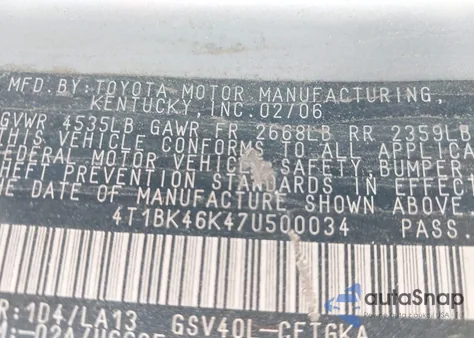 MFD.BY:TOYOTA MOTOR MANUFACTURING,
KENTUCKY, INC.02/06
GVWR 4535LB GAWR FR 2668LB RR 2359LB
THIS VEHICLE CONFORMS TO ALL APPLICA
FEDERAL MOTOR VEHICLE SAFETY,BUMPER,
THEFT PREVENTION STANDARDS IN EFFECT
THE DATE OF MANUFACTURE SHOWN ABOVE.
4T1BK46K47U500034 PASS.
R:1D4/LA13 GSV40L-CETGKA
autoSnap